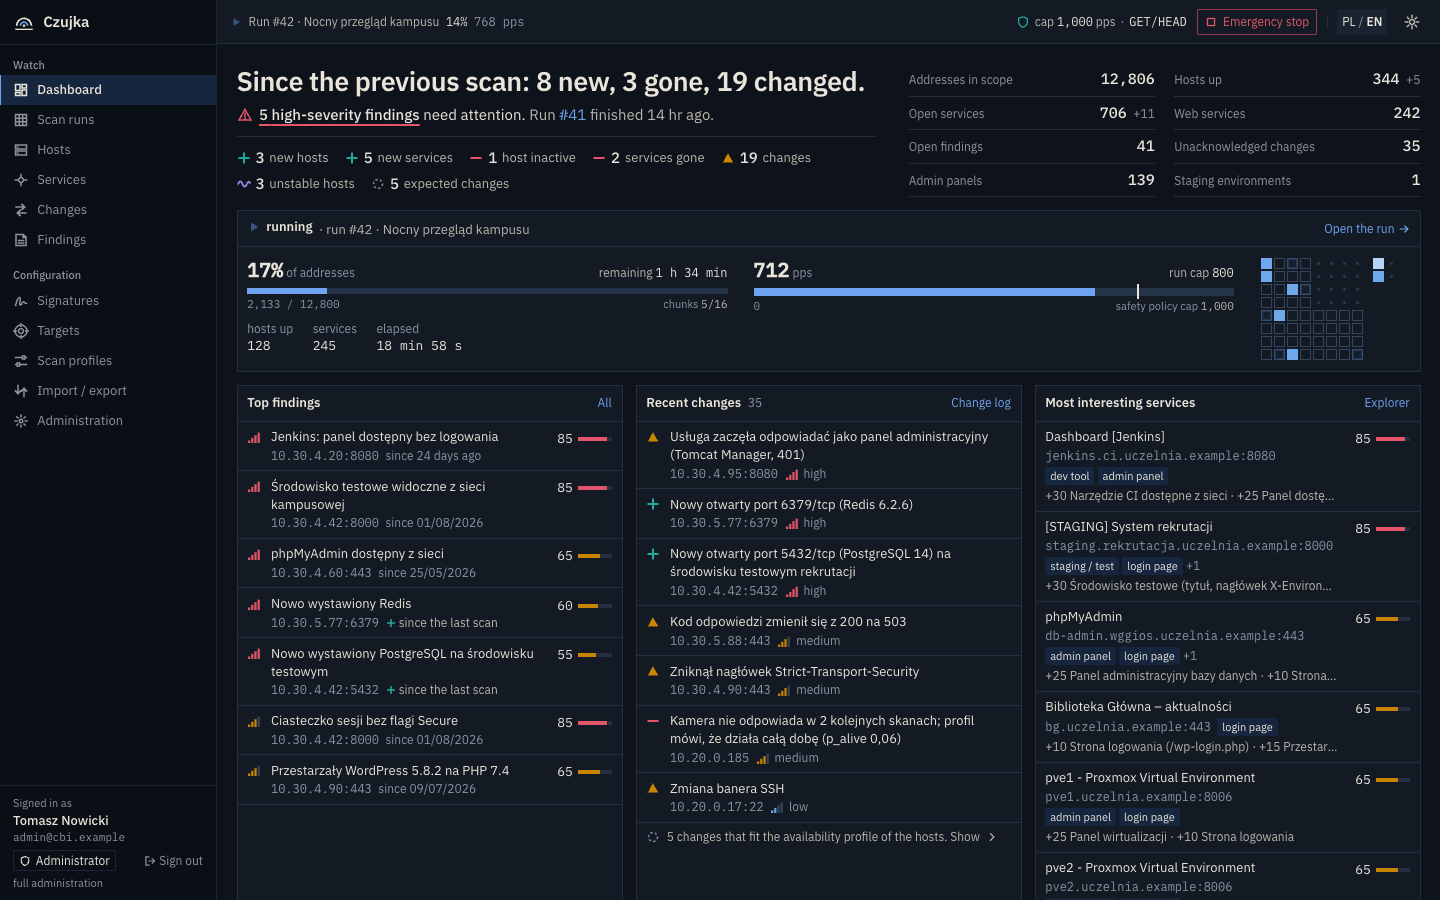 Czujka
Run #42 · Nocny przegląd kampusu 14% 768 pps
cap 1,000 pps · GET/HEAD
Emergency stop
PL / EN
Watch
Dashboard
Scan runs
Hosts
Services
Changes
Findings
Configuration
Signatures
Targets
Scan profiles
Import / export
Administration
Signed in as
Tomasz Nowicki
admin@cbi.example
Administrator
Sign out
full administration
Since the previous scan: 8 new, 3 gone, 19 changed.
5 high-severity findings need attention. Run #41 finished 14 hr ago.
3 new hosts
5 new services
1 host inactive
2 services gone
19 changes
3 unstable hosts
5 expected changes
Addresses in scope 12,806
Hosts up 344 +5
Open services 706 +11
Web services 242
Open findings 41
Unacknowledged changes 35
Admin panels 139
Staging environments 1
running · run #42 · Nocny przegląd kampusu
Open the run →
17% of addresses
remaining 1 h 34 min
2,133 / 12,800
chunks 5/16
hosts up services elapsed
128 245 18 min 58 s
712 pps
run cap 800
0
safety policy cap 1,000
Top findings
All
Jenkins: panel dostępny bez logowania 85
10.30.4.20:8080 since 24 days ago
Środowisko testowe widoczne z sieci 85
kampusowej
10.30.4.42:8000 since 01/08/2026
phpMyAdmin dostępny z sieci 65
10.30.4.60:443 since 25/05/2026
Nowo wystawiony Redis 60
10.30.5.77:6379 + since the last scan
Nowo wystawiony PostgreSQL na środowisku 55
testowym
10.30.4.42:5432 + since the last scan
Ciasteczko sesji bez flagi Secure 85
10.30.4.42:8000 since 01/08/2026
Przestarzały WordPress 5.8.2 na PHP 7.4 65
10.30.4.90:443 since 09/07/2026
Recent changes 35
Change log
Usługa zaczęła odpowiadać jako panel administracyjny
(Tomcat Manager, 401)
10.30.4.95:8080 high
Nowy otwarty port 6379/tcp (Redis 6.2.6)
10.30.5.77:6379 high
Nowy otwarty port 5432/tcp (PostgreSQL 14) na
środowisku testowym rekrutacji
10.30.4.42:5432 high
Kod odpowiedzi zmienił się z 200 na 503
10.30.5.88:443 medium
Zniknął nagłówek Strict-Transport-Security
10.30.4.90:443 medium
Kamera nie odpowiada w 2 kolejnych skanach; profil
mówi, że działa całą dobę (p_alive 0,06)
10.20.0.185 medium
Zmiana banera SSH
10.20.0.17:22 low
5 changes that fit the availability profile of the hosts. Show
Most interesting services
Explorer
Dashboard [Jenkins] 85
jenkins.ci.uczelnia.example:8080
dev tool admin panel
+30 Narzędzie CI dostępne z sieci · +25 Panel dostę…
[STAGING] System rekrutacji 85
staging.rekrutacja.uczelnia.example:8000
staging / test login page +1
+30 Środowisko testowe (tytuł, nagłówek X-Environ…
phpMyAdmin 65
db-admin.wggios.uczelnia.example:443
admin panel login page +1
+25 Panel administracyjny bazy danych · +10 Strona…
Biblioteka Główna – aktualności 65
bg.uczelnia.example:443 login page
+10 Strona logowania (/wp-login.php) · +15 Przestar…
pve1 - Proxmox Virtual Environment 65
pve1.uczelnia.example:8006
admin panel login page
+25 Panel wirtualizacji · +10 Strona logowania
pve2 - Proxmox Virtual Environment 65
pve2.uczelnia.example:8006